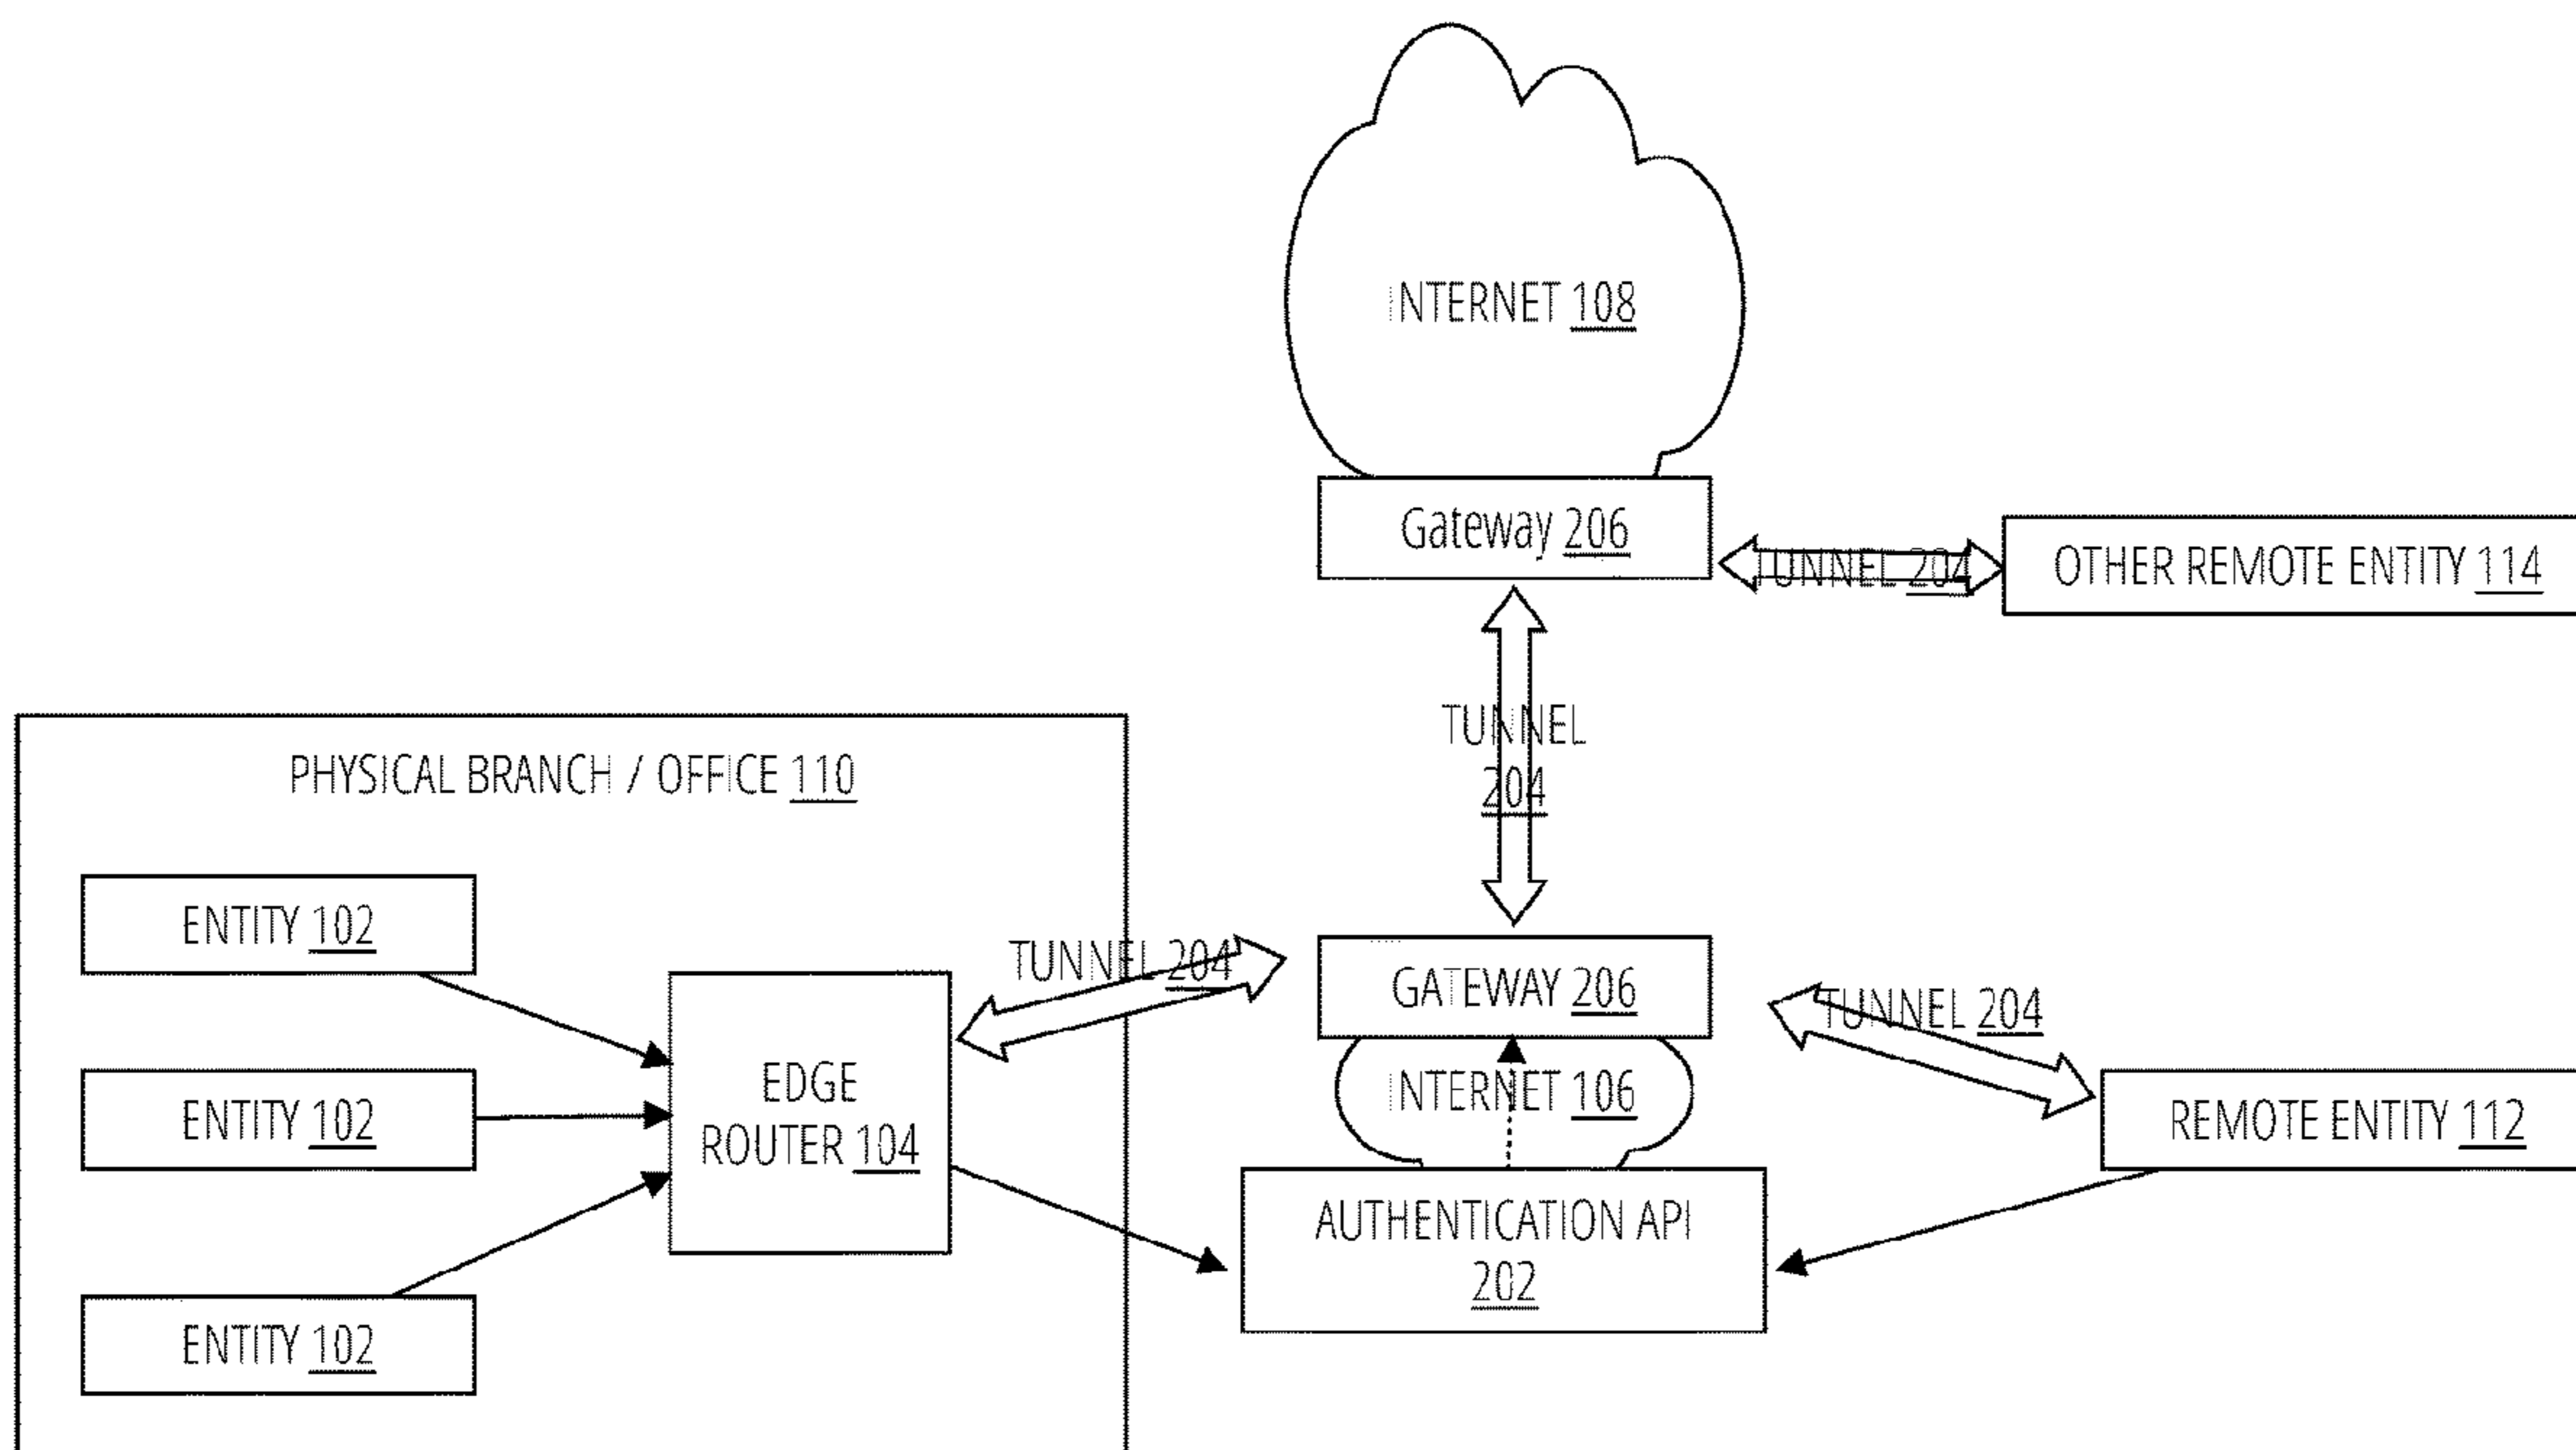 INTERNET 108
Gateway 206
TUNNEL 204
OTHER REMOTE ENTITY 114
TUNNEL
204
PHYSICAL BRANCH / OFFICE 110
ENTITY 102
TUNNEL 204
GATEWAY 206
TUNNEL 204
EDGE
ROUTER 104
INTERNET 106
ENTITY 102
REMOTE ENTITY 112
AUTHENTICATION API
202
ENTITY 102